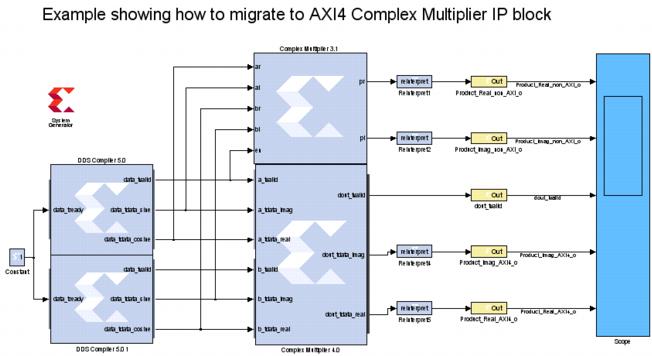 Example showing how to migrate to AXI4 Complex Multiplier IP block
Complex Multiplier 3.1
ar
ai
br
bi
en
pr
pi
reinterpret
Reinterpret1
Out
Product_Real_non_AXI_o
Product_Real_non_AXI_o
reinterpret
Reinterpret2
Out
Product_Imag_non_AXI_o
Product_Imag_non_AXI_o
System
Generator
DDS Compiler 5.0
data_tready
data_tvalid
data_tdata_sine
data_tdata_cosine
a_tvalid
a_tdata_imag
a_tdata_real
b_tvalid
b_tdata_imag
b_tdata_real
dout_tvalid
dout_tdata_imag
dout_tdata_real
Out
dout_tvalid
dout_tvalid
1
Constant
data_tready
data_tvalid
data_tdata_sine
data_tdata_cosine
DDS Compiler 5.0 1
reinterpret
Reinterpret4
Out
Product_Imag_AXI4_o
Product_Imag_AXI4_o
reinterpret
Reinterpret5
Out
Product_Real_AXI4_o
Product_Real_AXI4_o
Complex Multiplier 4.0
Scope